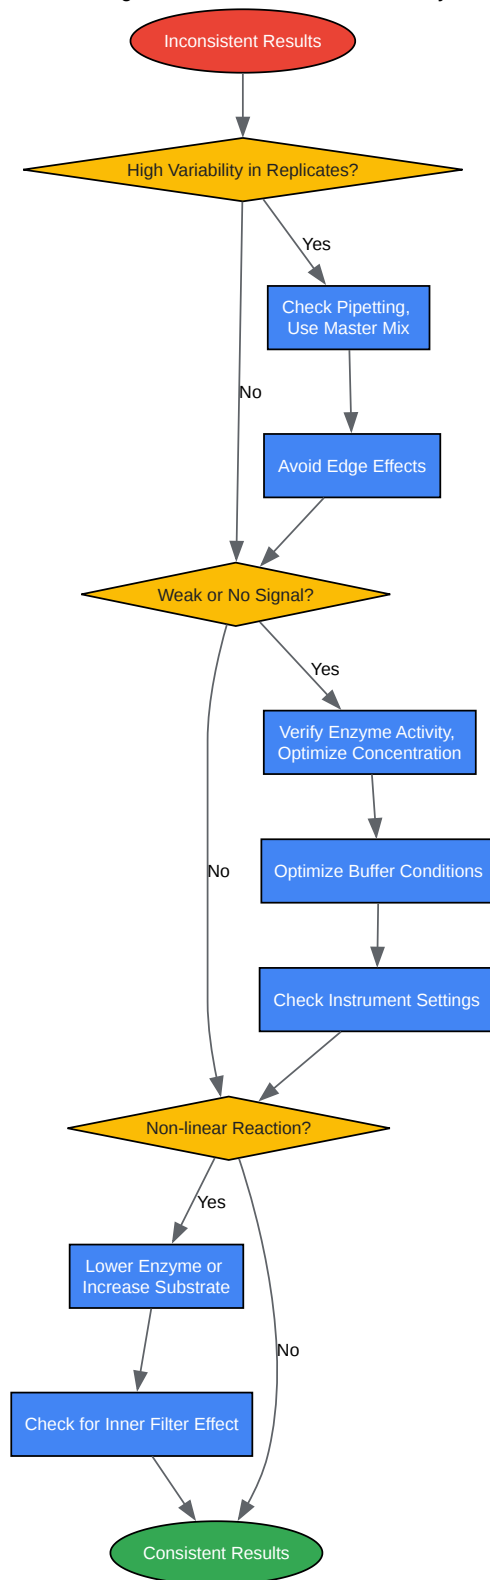 Inconsistent Results
High Variability in Replicates?
Yes
Check Pipetting,
Use Master Mix
No
Avoid Edge Effects
Weak or No Signal?
Yes
Verify Enzyme Activity,
Optimize Concentration
No
Optimize Buffer Conditions
Check Instrument Settings
Non-linear Reaction?
Yes
Lower Enzyme or
Increase Substrate
No
Check for Inner Filter Effect
Consistent Results